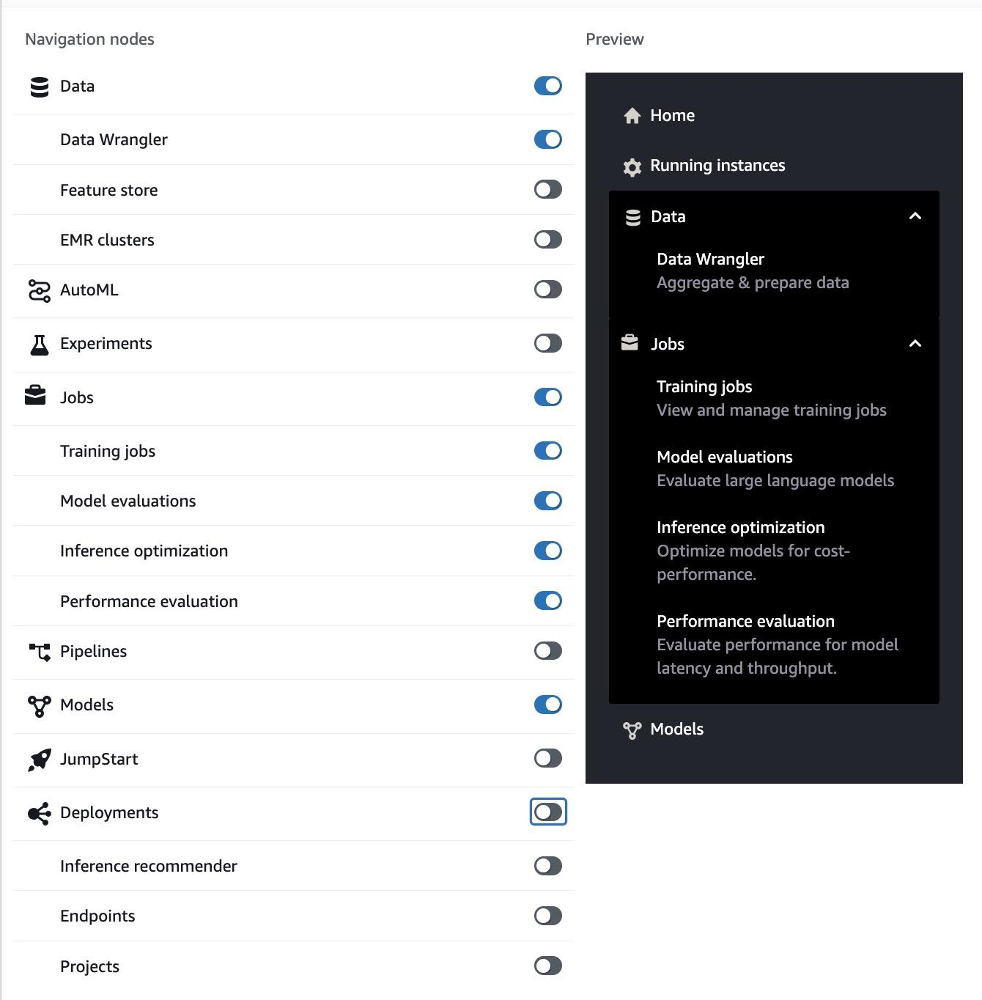 Navigation nodes
Data
Data Wrangler
Feature store
EMR clusters
AutoML
Experiments
Jobs
Training jobs
Model evaluations
Inference optimization
Performance evaluation
Pipelines
Models
JumpStart
Deployments
Inference recommender
Endpoints
Projects
Preview
Home
Running instances
Data
Data Wrangler
Aggregate & prepare data
Jobs
Training jobs
View and manage training jobs
Model evaluations
Evaluate large language models
Inference optimization
Optimize models for cost-
performance.
Performance evaluation
Evaluate performance for model
latency and throughput.
Models